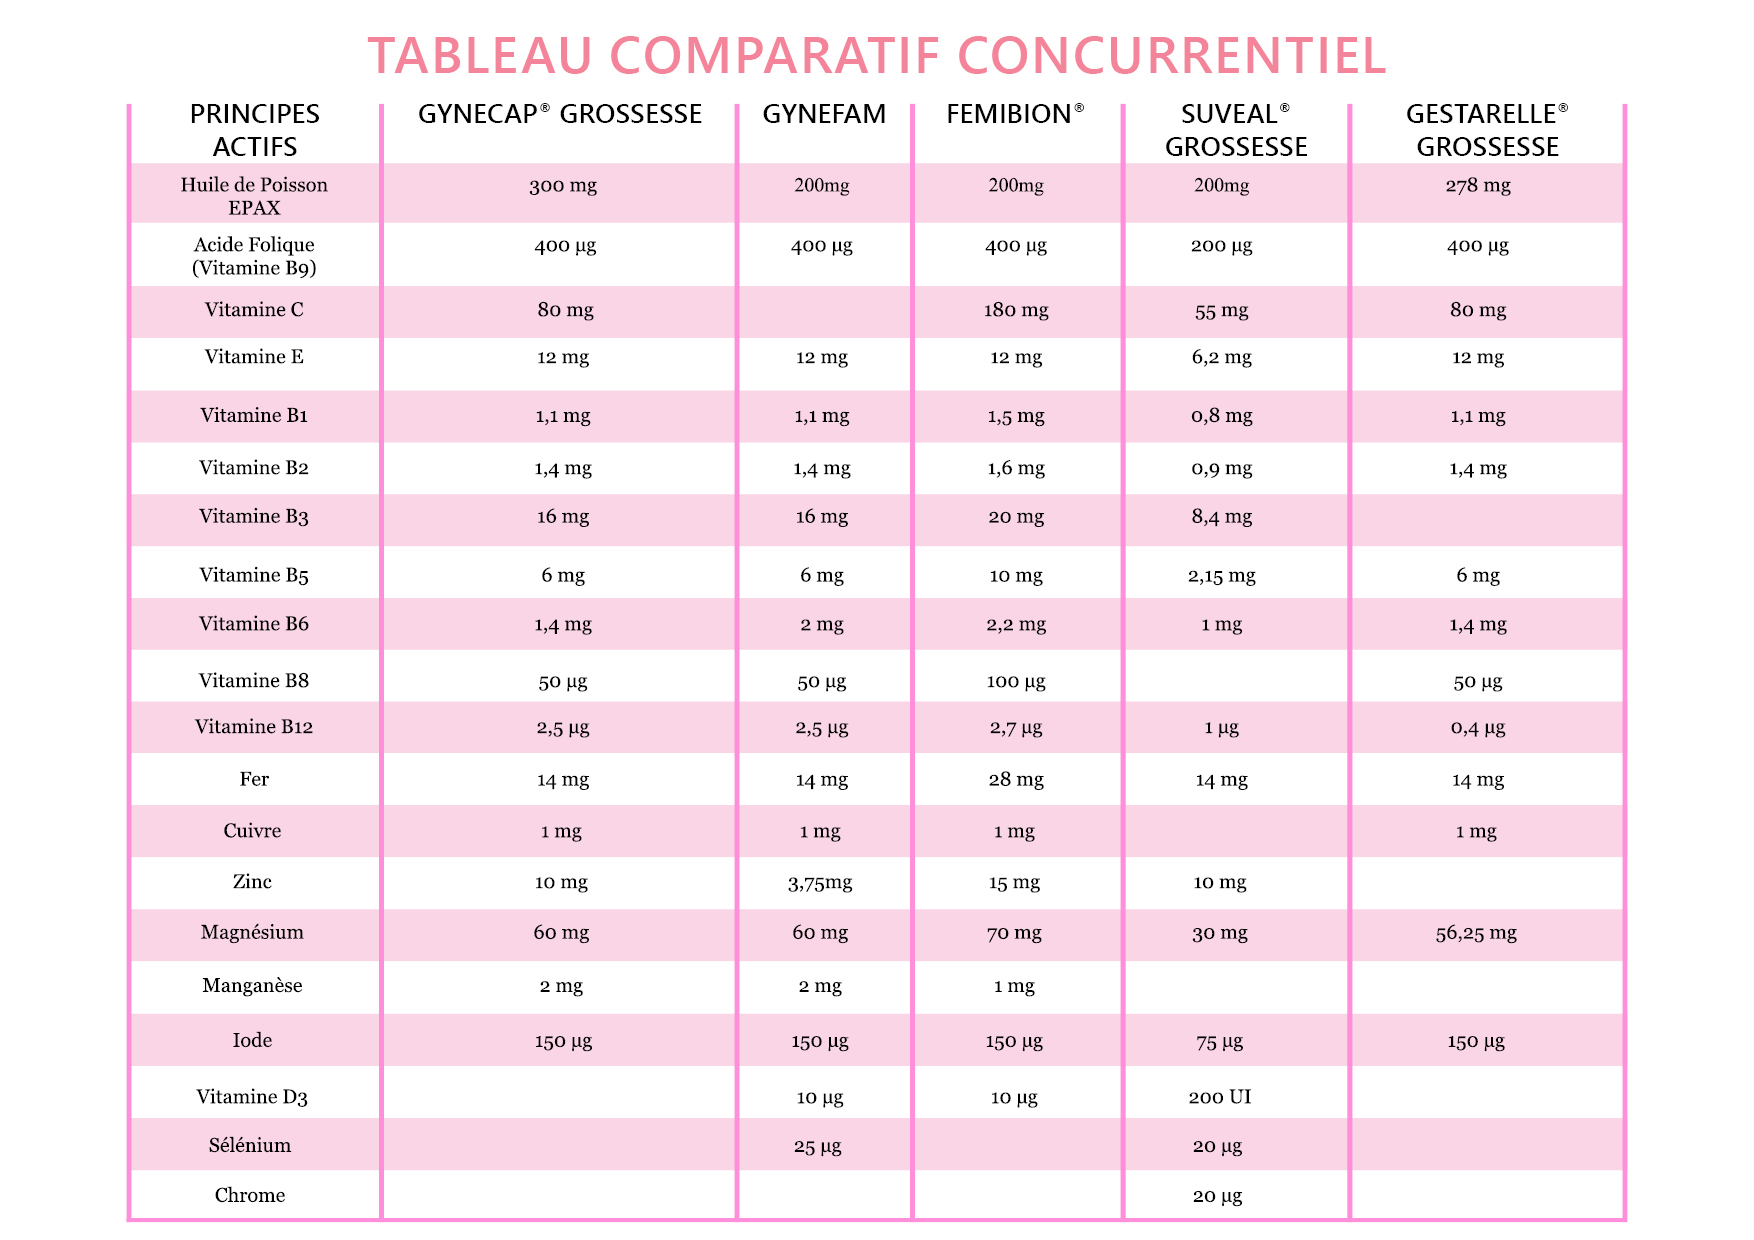 TABLEAU COMPARATIF CONCURRENTIEL
PRINCIPES ACTIFS GYNECAP® GROSSESSE GYNEFAM FEMIBION® SUVEAL® GROSSESSE GESTARELLE® GROSSESSE
Huile de Poisson EPAX 300 mg 200mg 200mg 200mg 278 mg
Acide Folique (Vitamine B9) 400 µg 400 µg 400 µg 200 µg 400 µg
Vitamine C 80 mg 180 mg 55 mg 80 mg
Vitamine E 12 mg 12 mg 12 mg 6,2 mg 12 mg
Vitamine B1 1,1 mg 1,1 mg 1,5 mg 0,8 mg 1,1 mg
Vitamine B2 1,4 mg 1,4 mg 1,6 mg 0,9 mg 1,4 mg
Vitamine B3 16 mg 16 mg 20 mg 8,4 mg
Vitamine B5 6 mg 6 mg 10 mg 2,15 mg 6 mg
Vitamine B6 1,4 mg 2 mg 2,2 mg 1 mg 1,4 mg
Vitamine B8 50 µg 50 µg 100 µg 50 µg
Vitamine B12 2,5 µg 2,5 µg 2,7 µg 1 µg 0,4 µg
Fer 14 mg 14 mg 28 mg 14 mg 14 mg
Cuivre 1 mg 1 mg 1 mg 1 mg
Zinc 10 mg 3,75mg 15 mg 10 mg
Magnésium 60 mg 60 mg 70 mg 30 mg 56,25 mg
Manganèse 2 mg 2 mg 1 mg
Iode 150 µg 150 µg 150 µg 75 µg 150 µg
Vitamine D3 10 µg 10 µg 200 UI
Sélénium 25 µg 20 µg
Chrome 20 µg